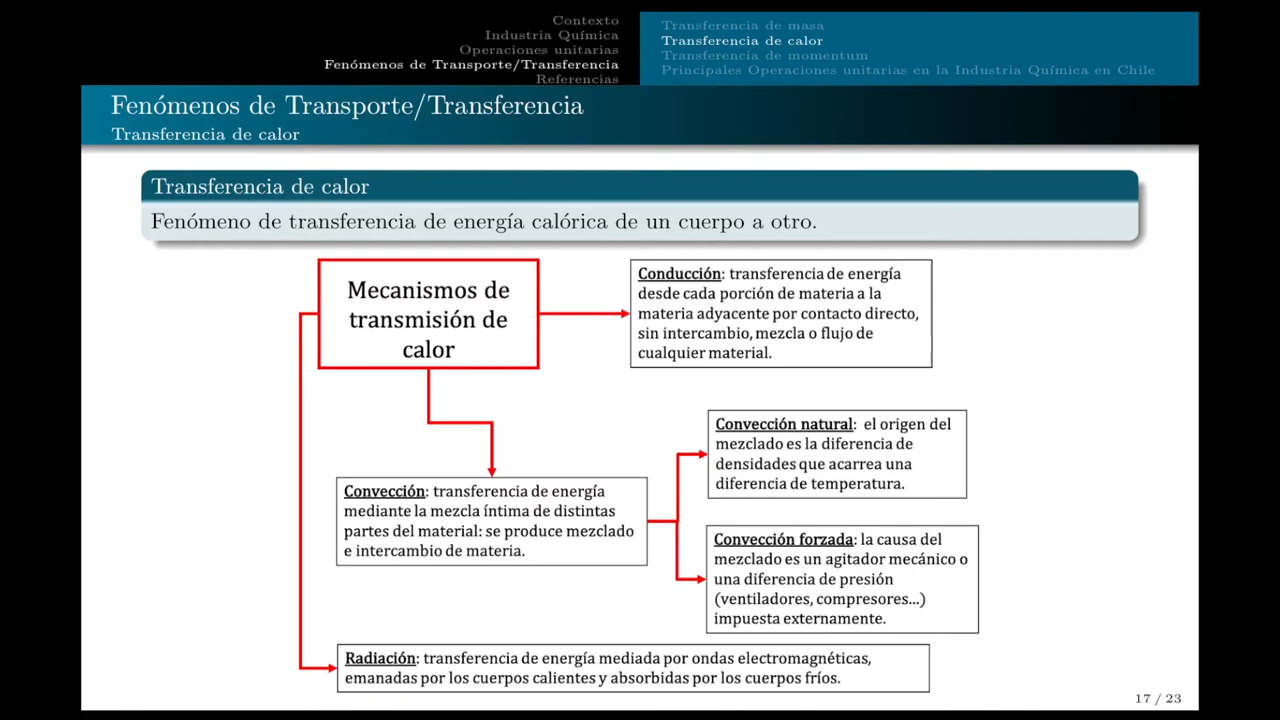 Contexto
Industria Química
Operaciones unitarias
Fenómenos de Transporte/Transferencia
Referencias
Transferencia de masa
Transferencia de calor
Transferencia de momentum
Principales Operaciones unitarias en la Industria Química en Chile
Fenómenos de Transporte/Transferencia
Transferencia de calor
Transferencia de calor
Fenómeno de transferencia de energía calórica de un cuerpo a otro.
Mecanismos de
transmisión de
calor
Conducción: transferencia de energía
desde cada porción de materia a la
materia adyacente por contacto directo,
sin intercambio, mezcla o flujo de
cualquier material.
Convección natural: el origen del
mezclado es la diferencia de
densidades que acarrea una
diferencia de temperatura.
Convección: transferencia de energía
mediante la mezcla íntima de distintas
partes del material: se produce mezclado
e intercambio de materia.
Convección forzada: la causa del
mezclado es un agitador mecánico o
una diferencia de presión
(ventiladores, compresores...)
impuesta externamente.
Radiación: transferencia de energía mediada por ondas electromagnéticas,
emanadas por los cuerpos calientes y absorbidas por los cuerpos fríos.
17 / 23